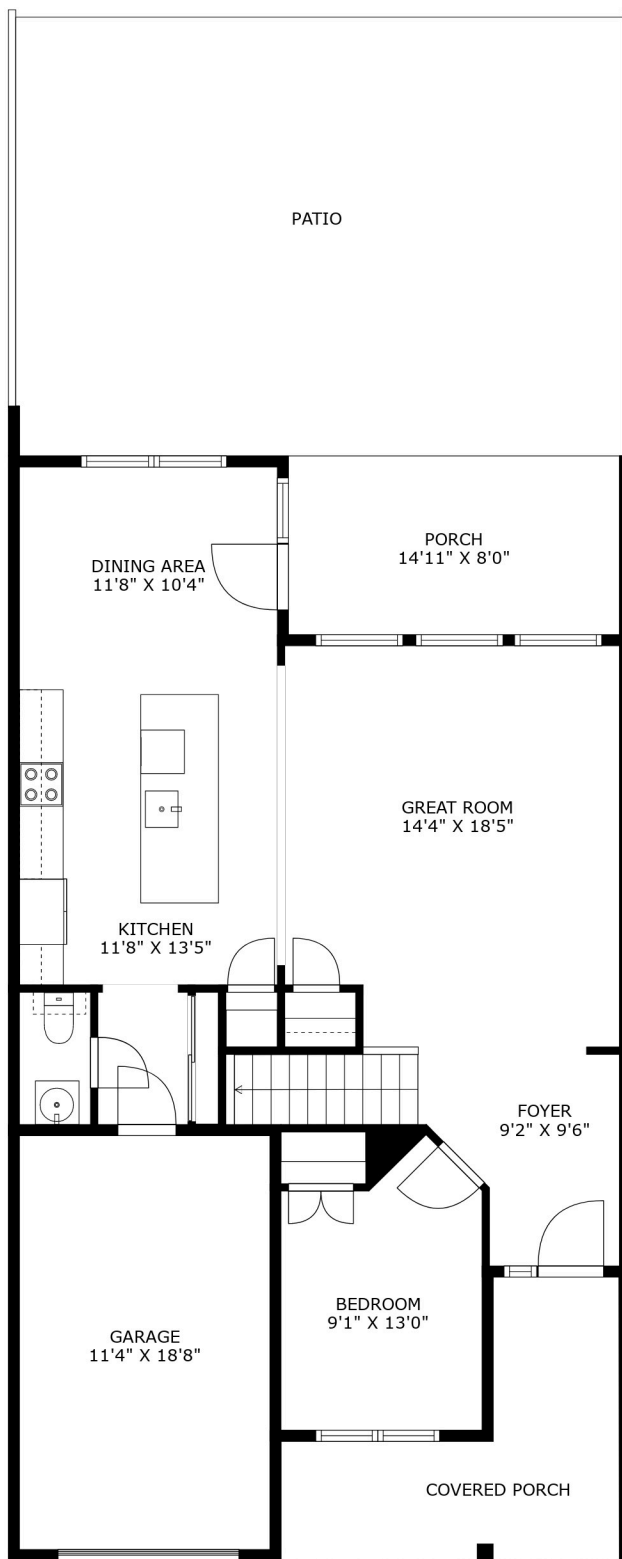 PATIO
PORCH
14'11" X 8'0"
DINING AREA
11'8" X 10'4"
GREAT ROOM
14'4" X 18'5"
KITCHEN
11'8" X 13'5"
FOYER
9'2" X 9'6"
BEDROOM
9'1" X 13'0"
GARAGE
11'4" X 18'8"
COVERED PORCH